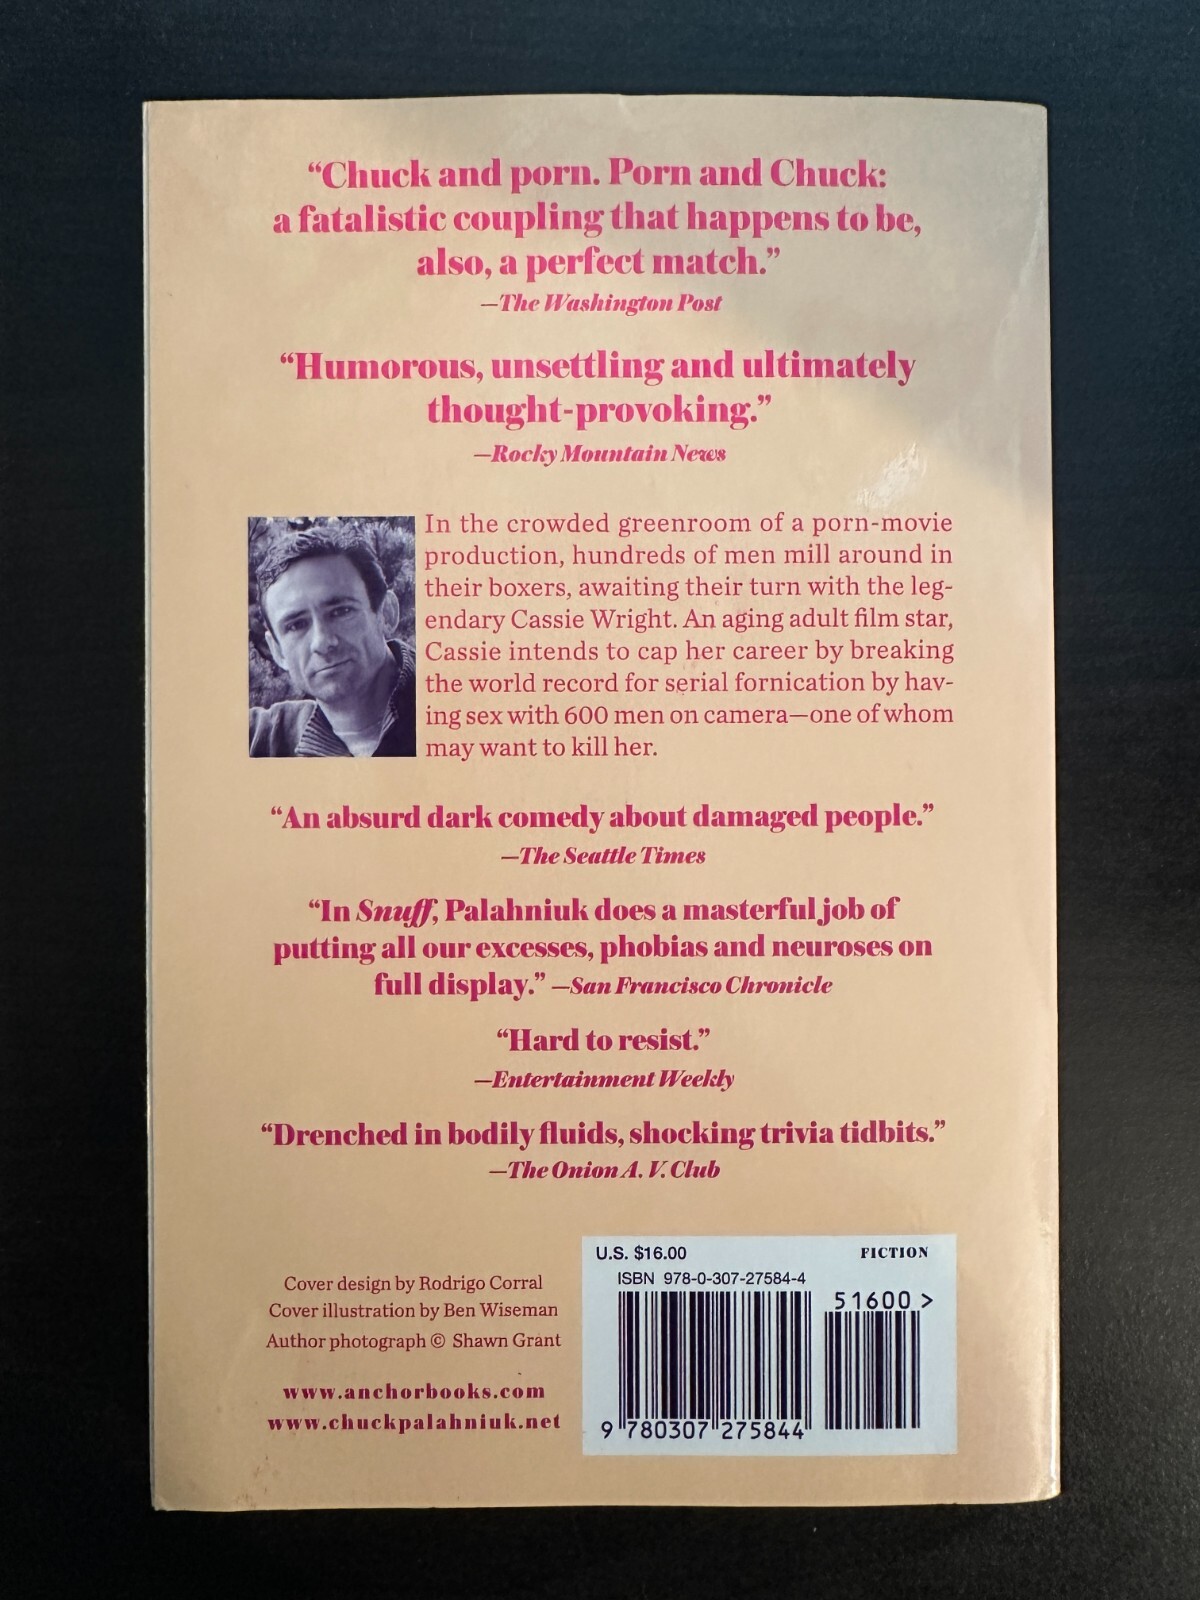 “Chuck and porn. Porn and Chuck:
a fatalistic coupling that happens to be,
also, a perfect match.”
—The Washington Post
“Humorous, unsettling and ultimately
thought-provoking.”
—Rocky Mountain News
In the crowded greenroom of a porn-movie
production, hundreds of men mill around in
their boxers, awaiting their turn with the leg-
endary Cassie Wright. An aging adult film star,
Cassie intends to cap her career by breaking
the world record for serial fornication by hav-
ing sex with 600 men on camera—one of whom
may want to kill her.
“An absurd dark comedy about damaged people.”
—The Seattle Times
“In Snuff, Palahniuk does a masterful job of
putting all our excesses, phobias and neuroses on
full display.” —San Francisco Chronicle
“Hard to resist.”
—Entertainment Weekly
“Drenched in bodily fluids, shocking trivia tidbits.”
—The Onion A. V. Club
Cover design by Rodrigo Corral
Cover illustration by Ben Wiseman
Author photograph © Shawn Grant
www.anchorbooks.com
www.chuckpalahniuk.net
U.S. $16.00 FICTION
ISBN 978-0-307-27584-4
51600 >
9 780307 275844